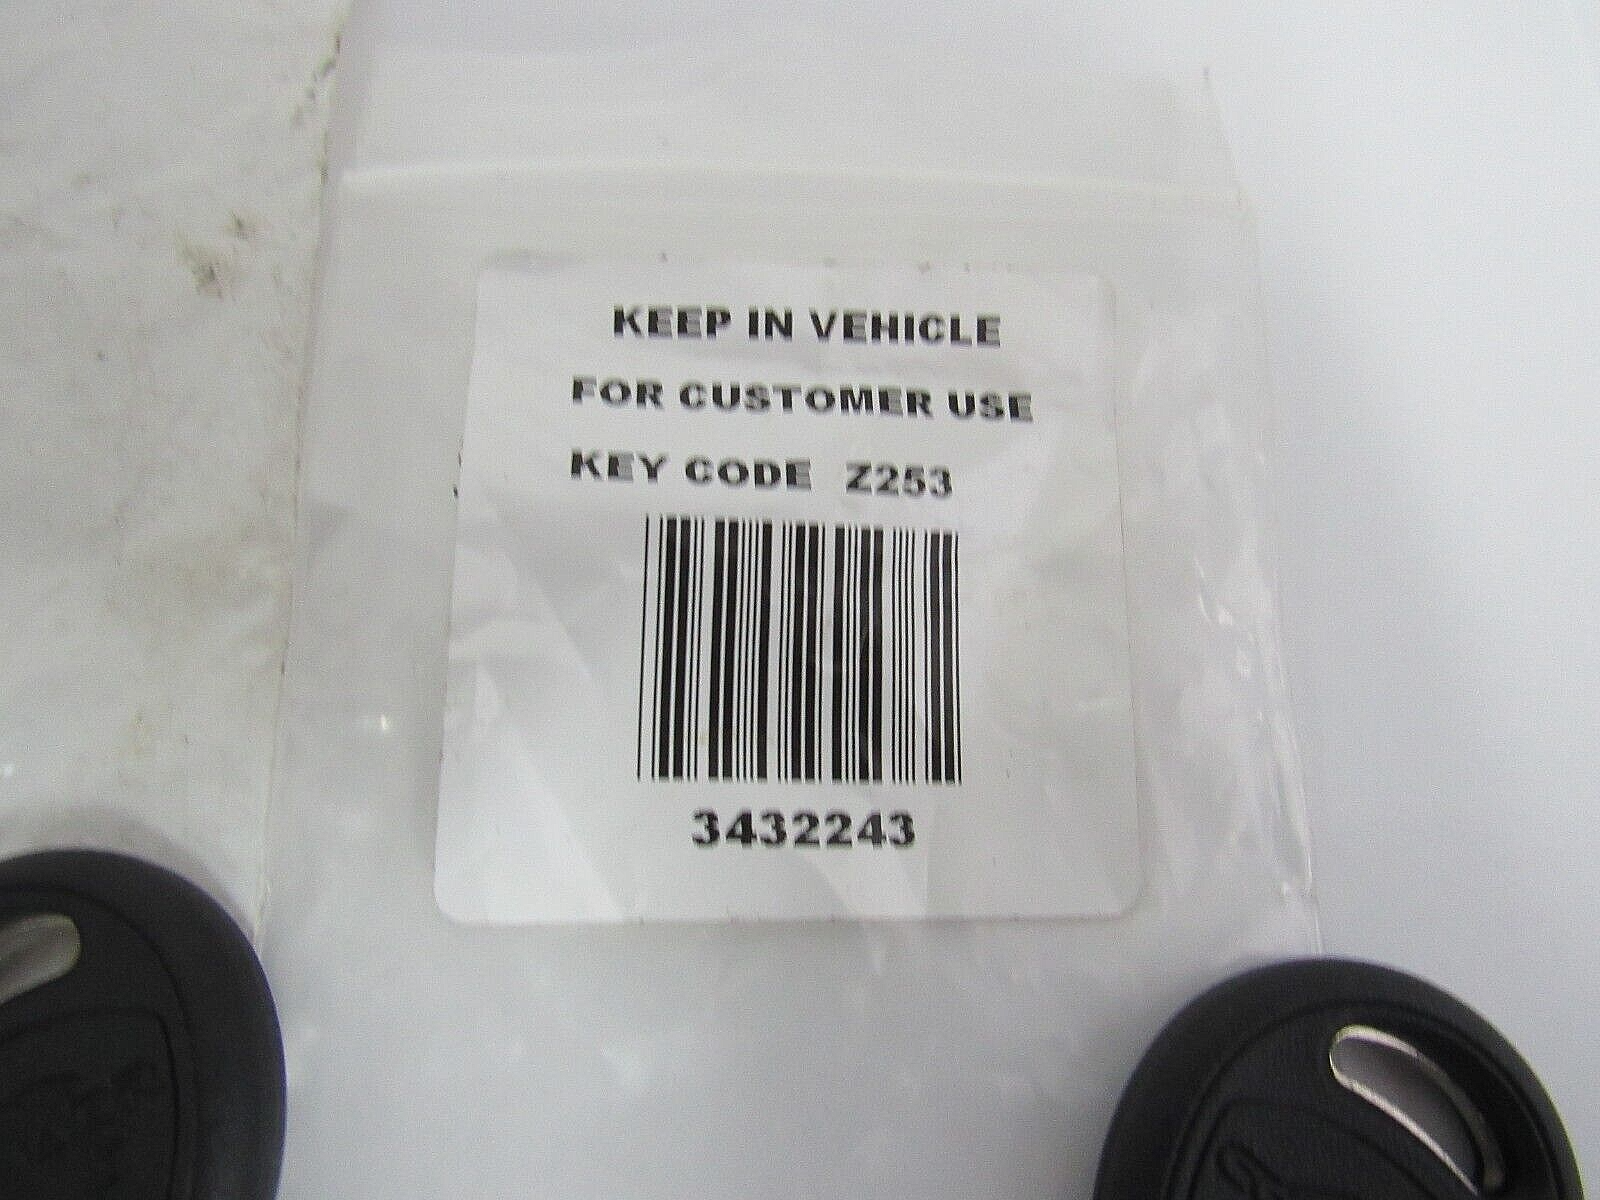 KEEP IN VEHICLE
FOR CUSTOMER USE
KEY CODE Z253
3432243